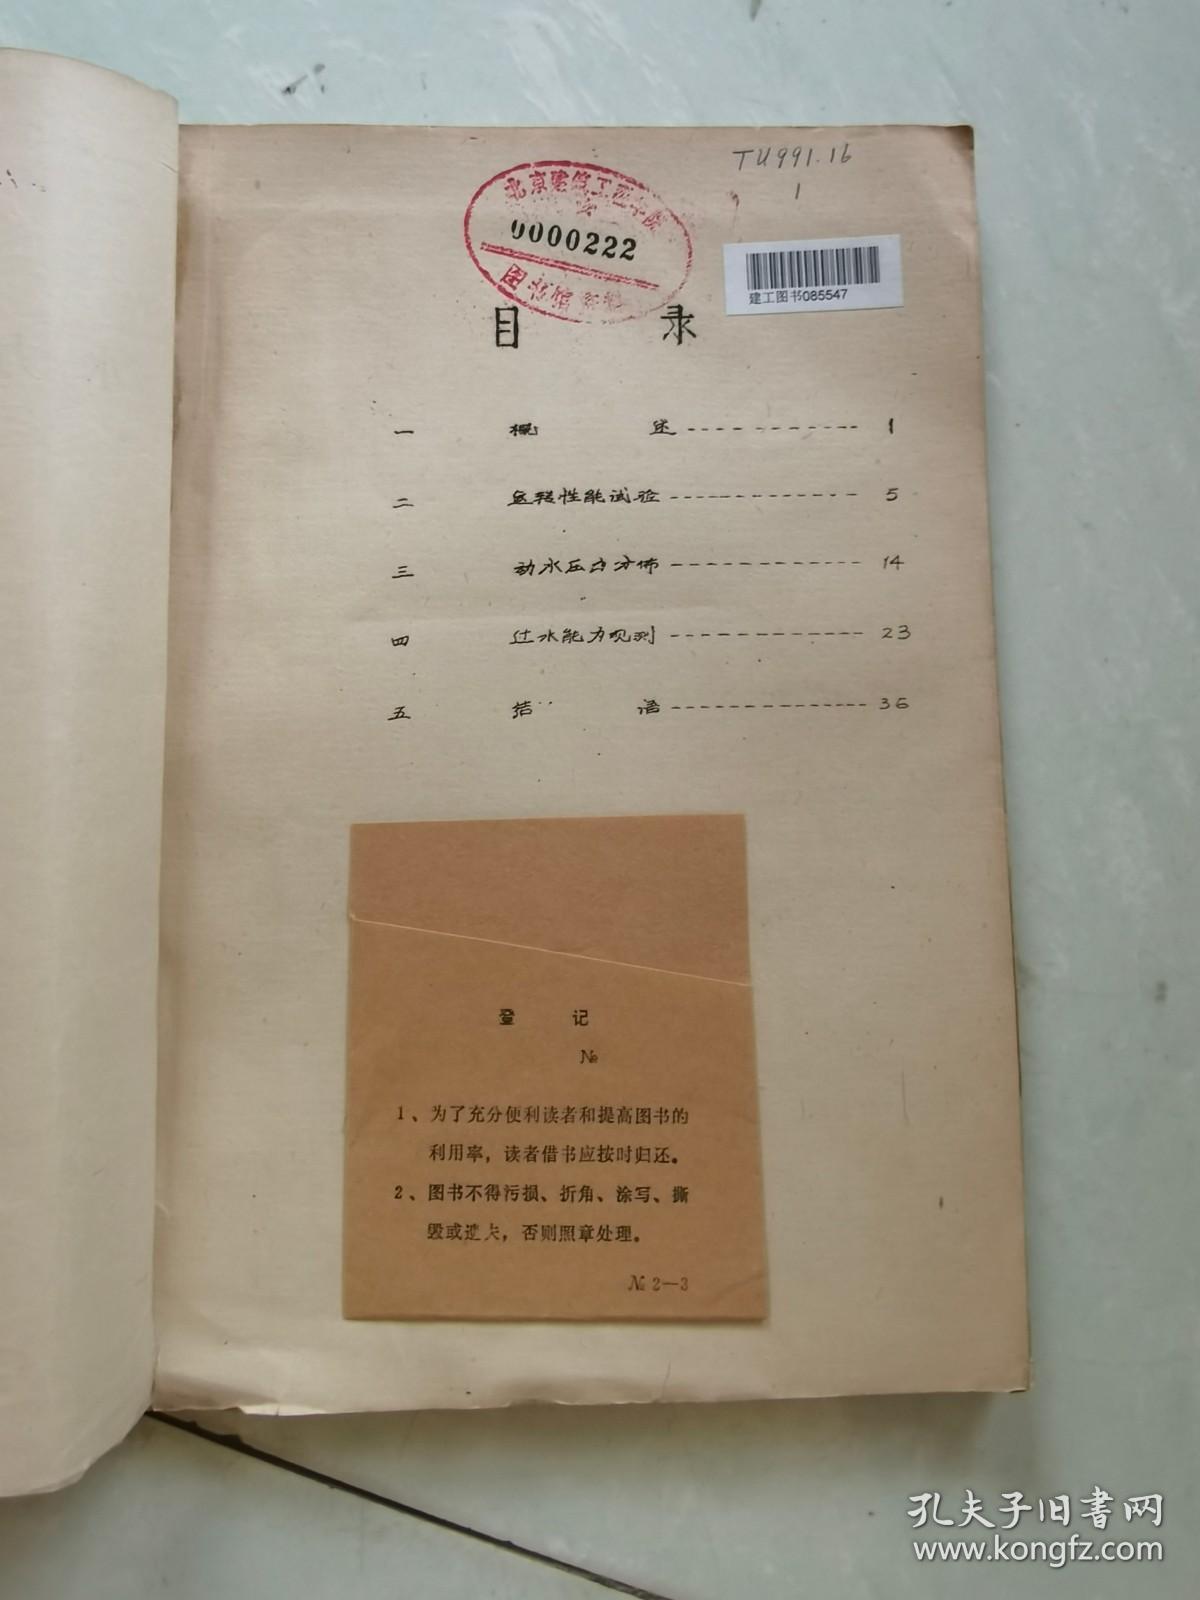 TU991.16
1
北京建筑工程学院
0000222
图书馆
建工图书085547
目 录
一 概 述 ------------ 1
二 运转性能试验 ------------ 5
三 动水压力分佈 ------------ 14
四 过水能力观测 ------------ 23
五 结 语 ------------ 36
登 记
№
1、为了充分便利读者和提高图书的
利用率，读者借书应按时归还。
2、图书不得污损、折角、涂写、撕
毁或遗失，否则照章处理。
№ 2—3
孔夫子旧书网
www.kongfz.com